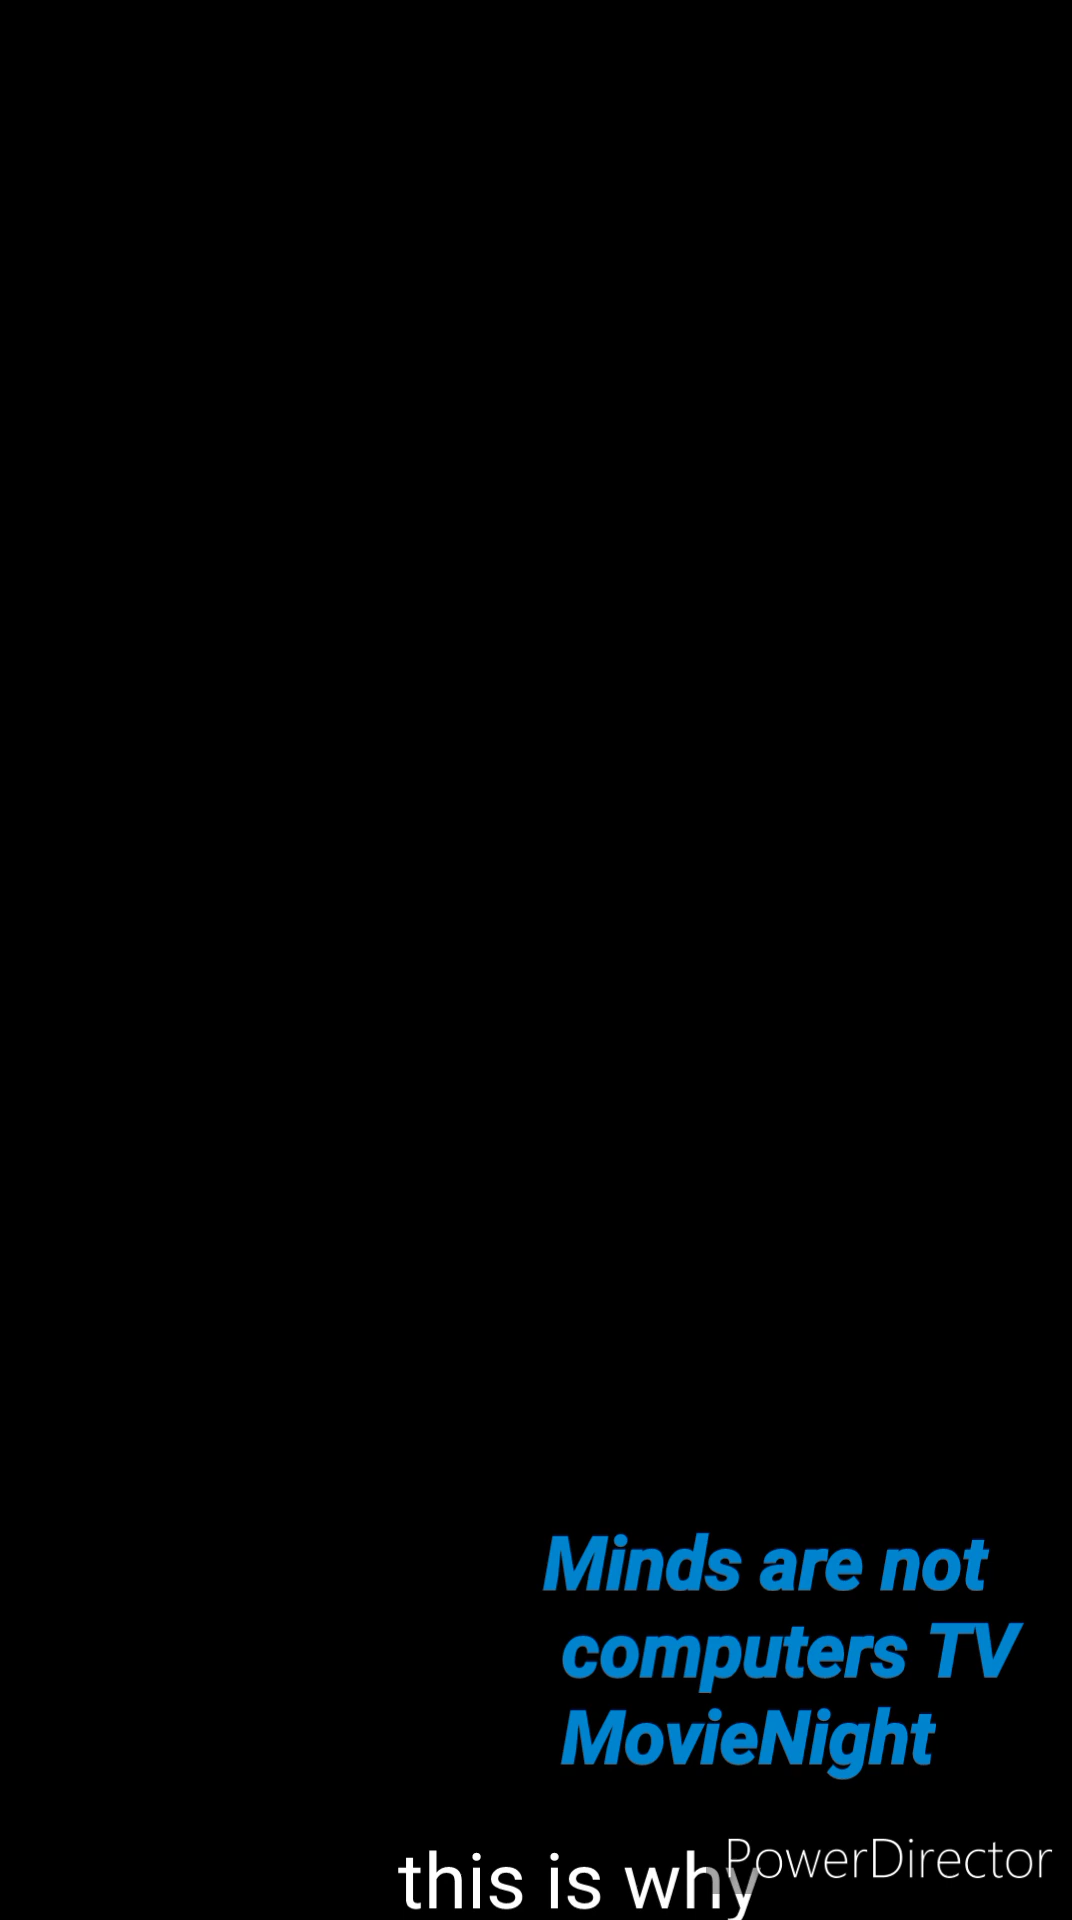 Minds are not
computers TV
MovieNight
PowerDirector
this is why